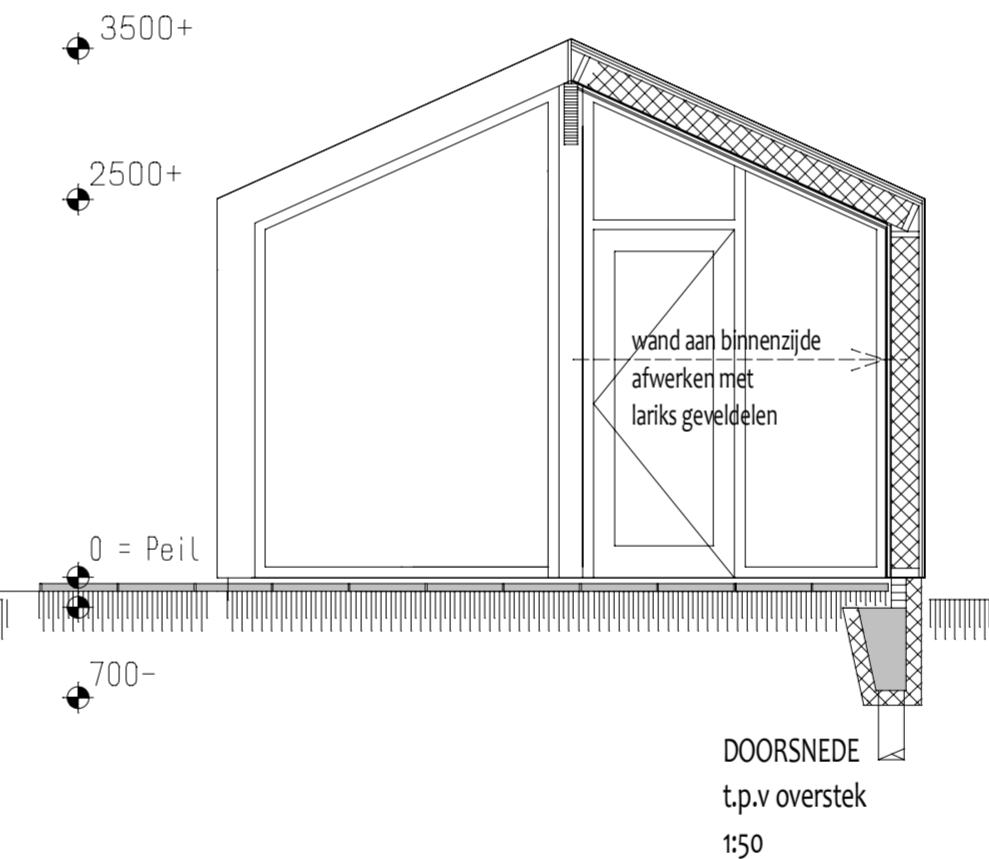 3500+
2500+
wand aan binnenzijde
afwerken met
lariks geveldelen
0 = Peil
700-
DOORSNEDE
t.p.v overstek
1:50